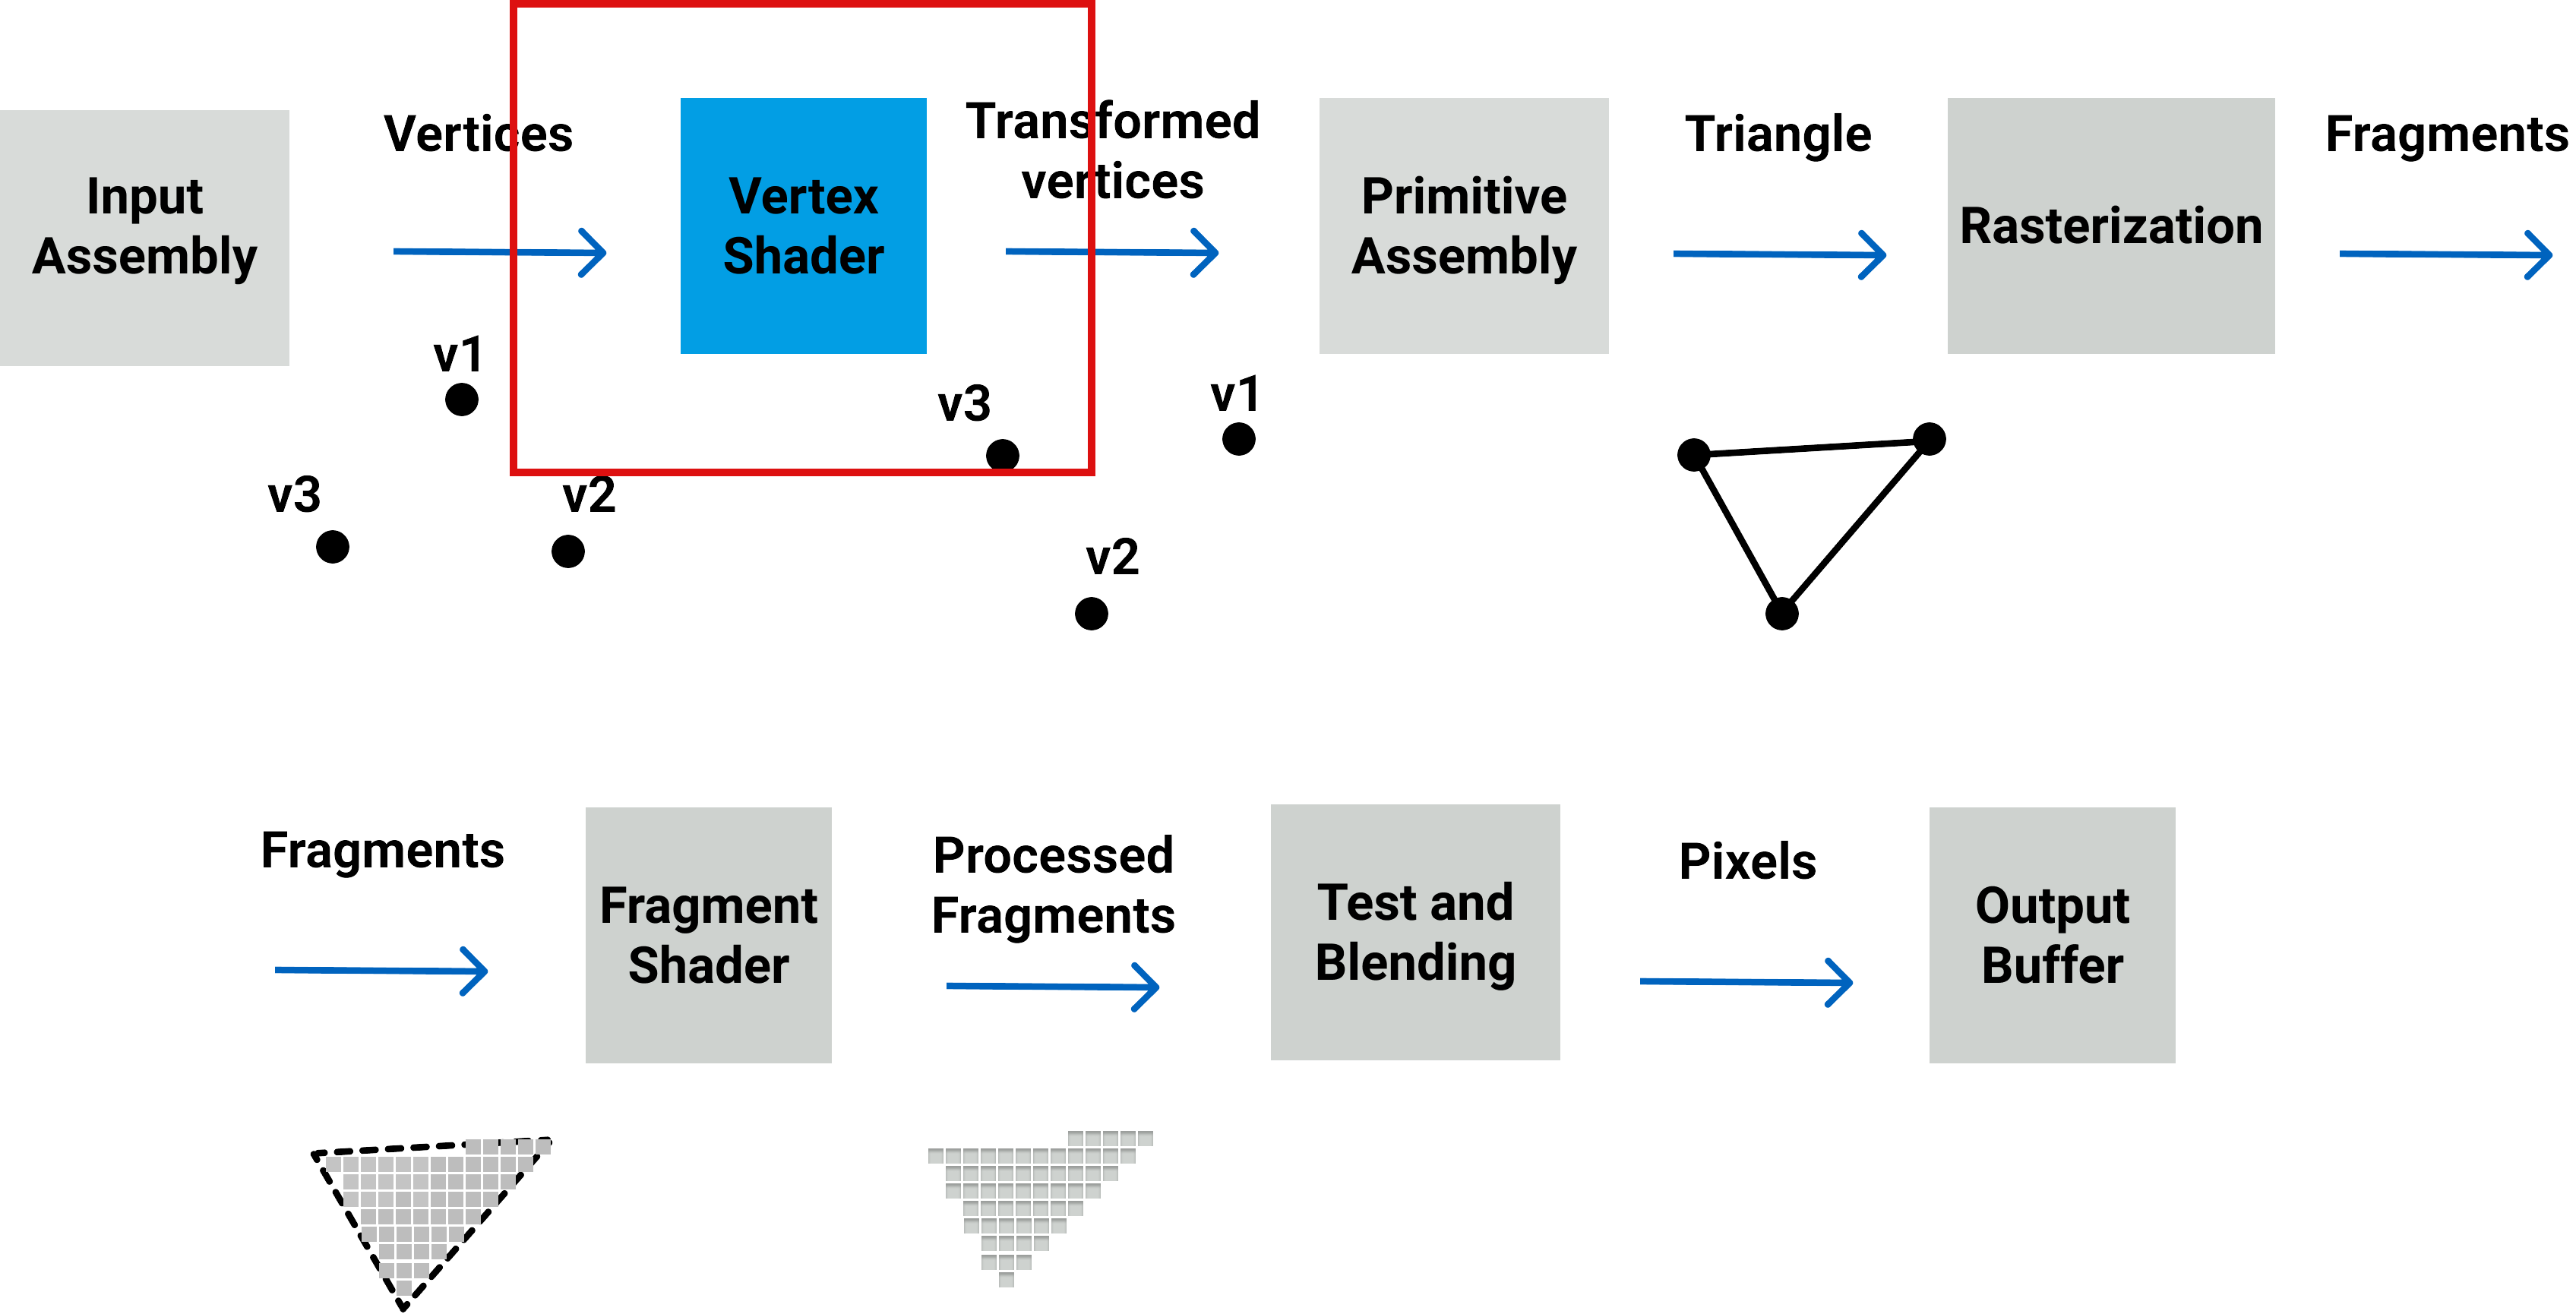 Input
Assembly
Vertices
Vertex
Shader
Transformed
vertices
Primitive
Assembly
Triangle
Rasterization
Fragments
v1
v3
v2
v3
v1
v2
Fragments
Fragment
Shader
Processed
Fragments
Test and
Blending
Pixels
Output
Buffer